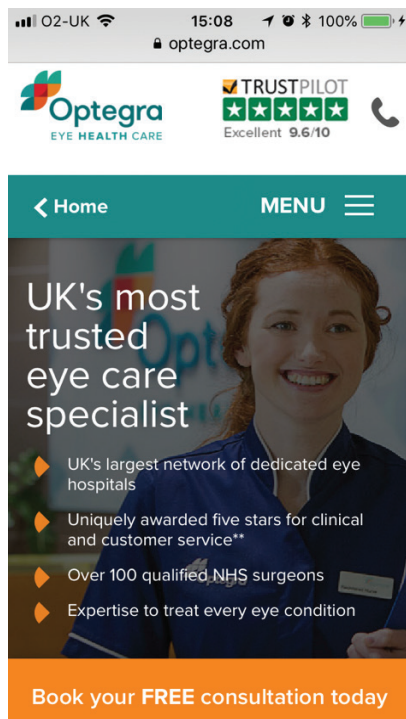 O2-UK 15:08 100%
optegra.com
Optegra
EYE HEALTH CARE
TRUSTPILOT
Excellent 9.6/10
Home
MENU
UK's most
trusted
eye care
specialist
UK's largest network of dedicated eye
hospitals
Uniquely awarded five stars for clinical
and customer service**
Over 100 qualified NHS surgeons
Expertise to treat every eye condition
Book your FREE consultation today